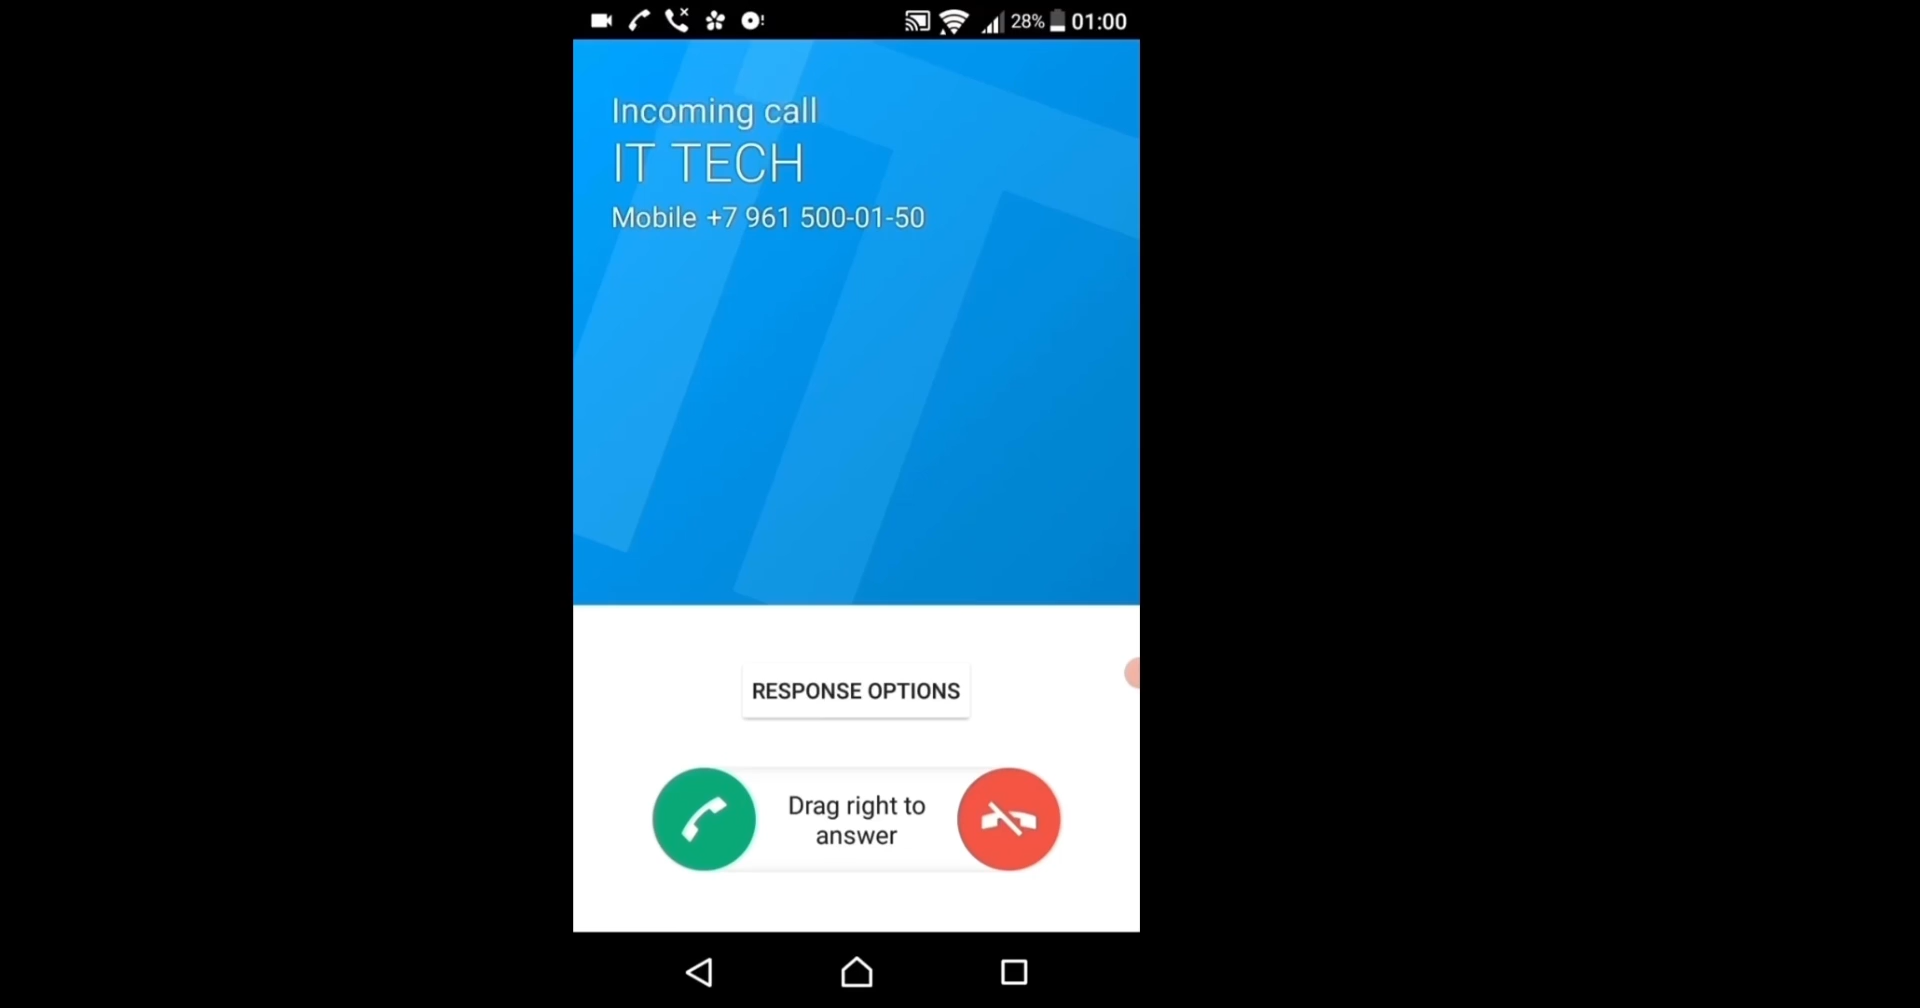 28% 01:00
Incoming call
IT TECH
Mobile +7 961 500-01-50
RESPONSE OPTIONS
Drag right to
answer